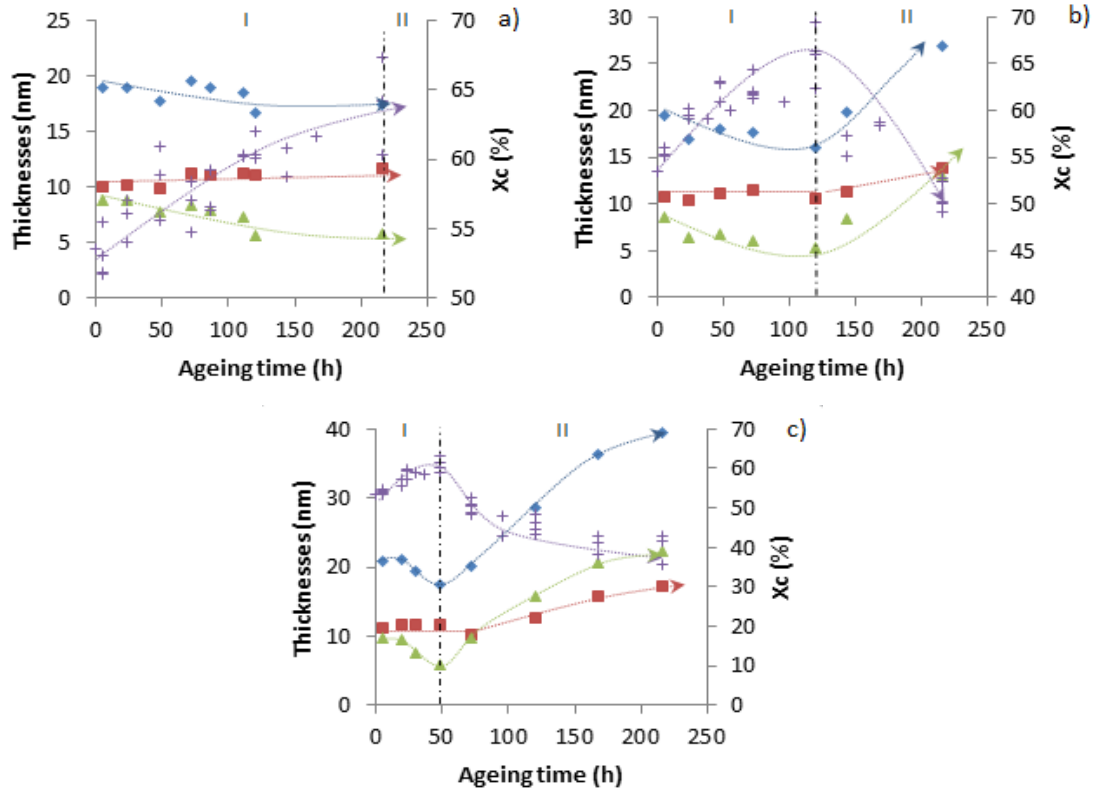 I II a)
25 70
20 65
15 60
10
5 55
0 50
0 50 100 150 200 250
Thicknesses (nm)
Xc (%)
Ageing time (h)
I II b)
30 70
25 65
20 60
15 55
10 50
5 45
0 40
0 50 100 150 200 250
Thicknesses (nm)
Xc (%)
Ageing time (h)
I II c)
40 70
60
30 50
20 40
30
10 20
10
0 0
0 50 100 150 200 250
Thicknesses (nm)
Xc (%)
Ageing time (h)